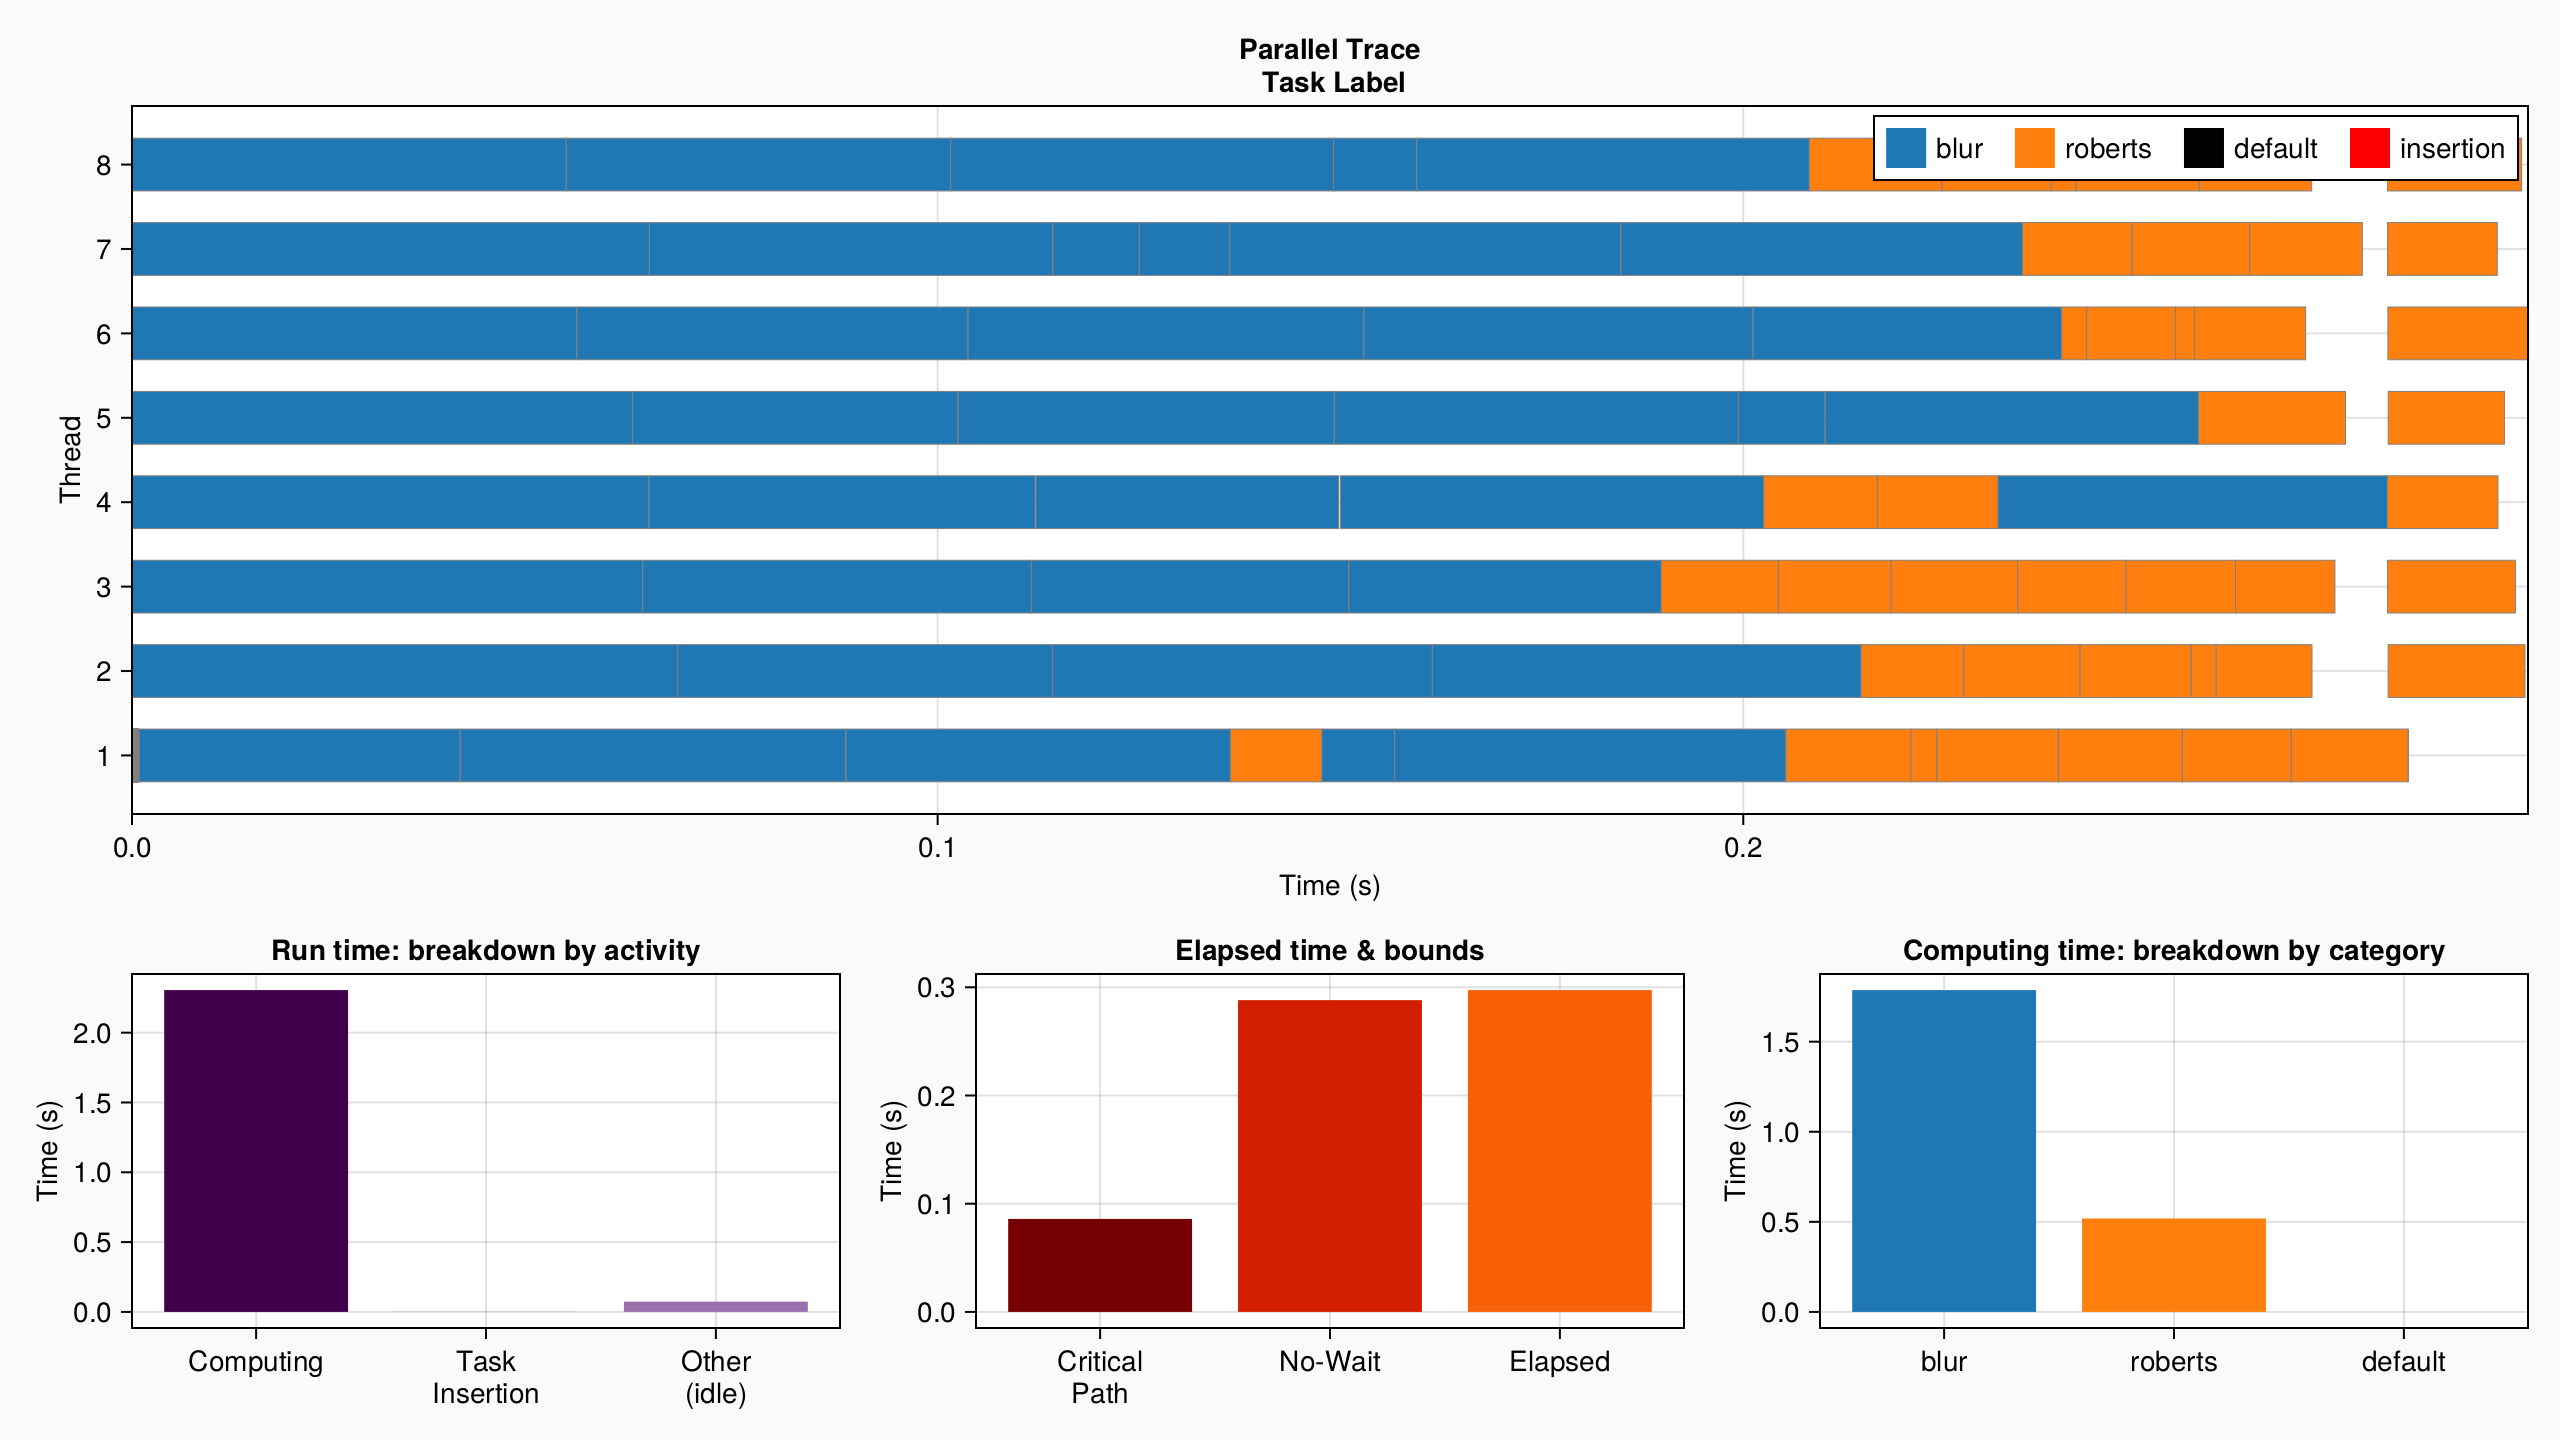 Parallel Trace
Task Label
blur
roberts
default
insertion
8
7
6
5
4
3
2
1
Thread
0.0
0.1
0.2
Time (s)
Run time: breakdown by activity
2.0
1.5
1.0
0.5
0.0
Time (s)
Computing
Task
Insertion
Other
(idle)
Elapsed time & bounds
0.3
0.2
0.1
0.0
Time (s)
Critical
Path
No-Wait
Elapsed
Computing time: breakdown by category
1.5
1.0
0.5
0.0
Time (s)
blur
roberts
default